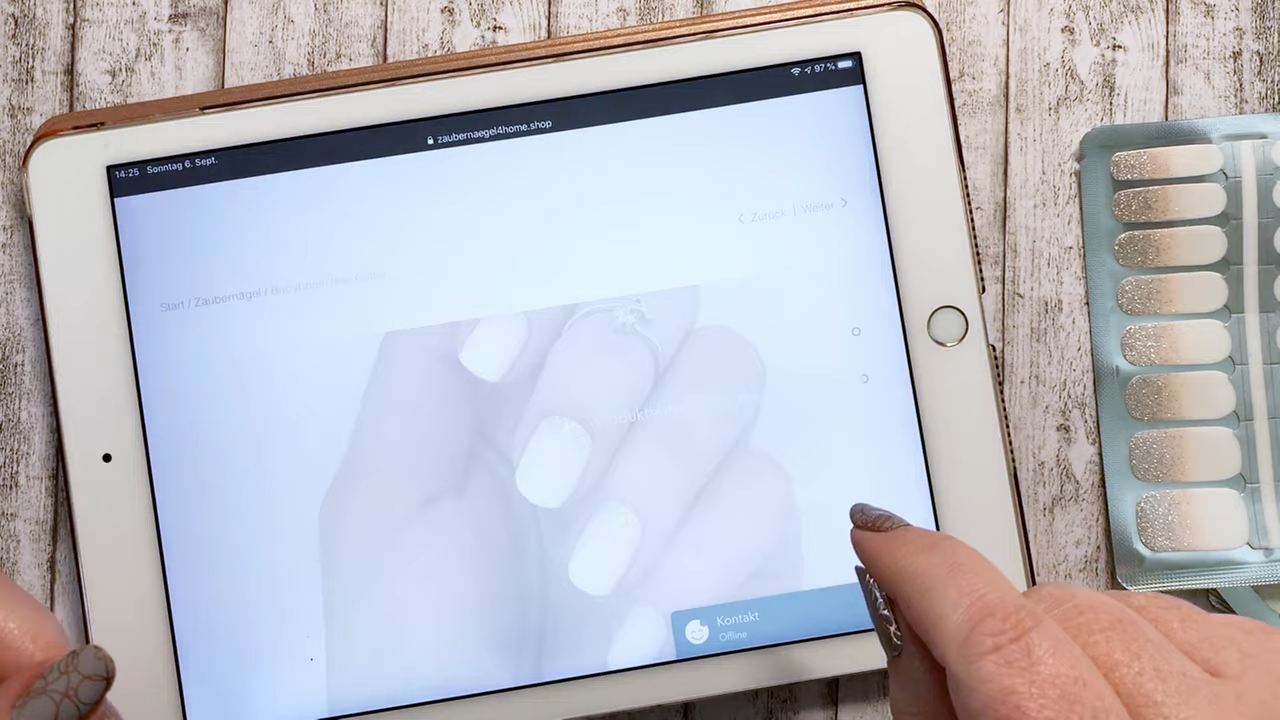 14:25 Sonntag 6. Sept.
zaubernaegel4home.shop
97 %
Zurück | Weiter
Start / Zaubernägel /
Kontakt
Offline